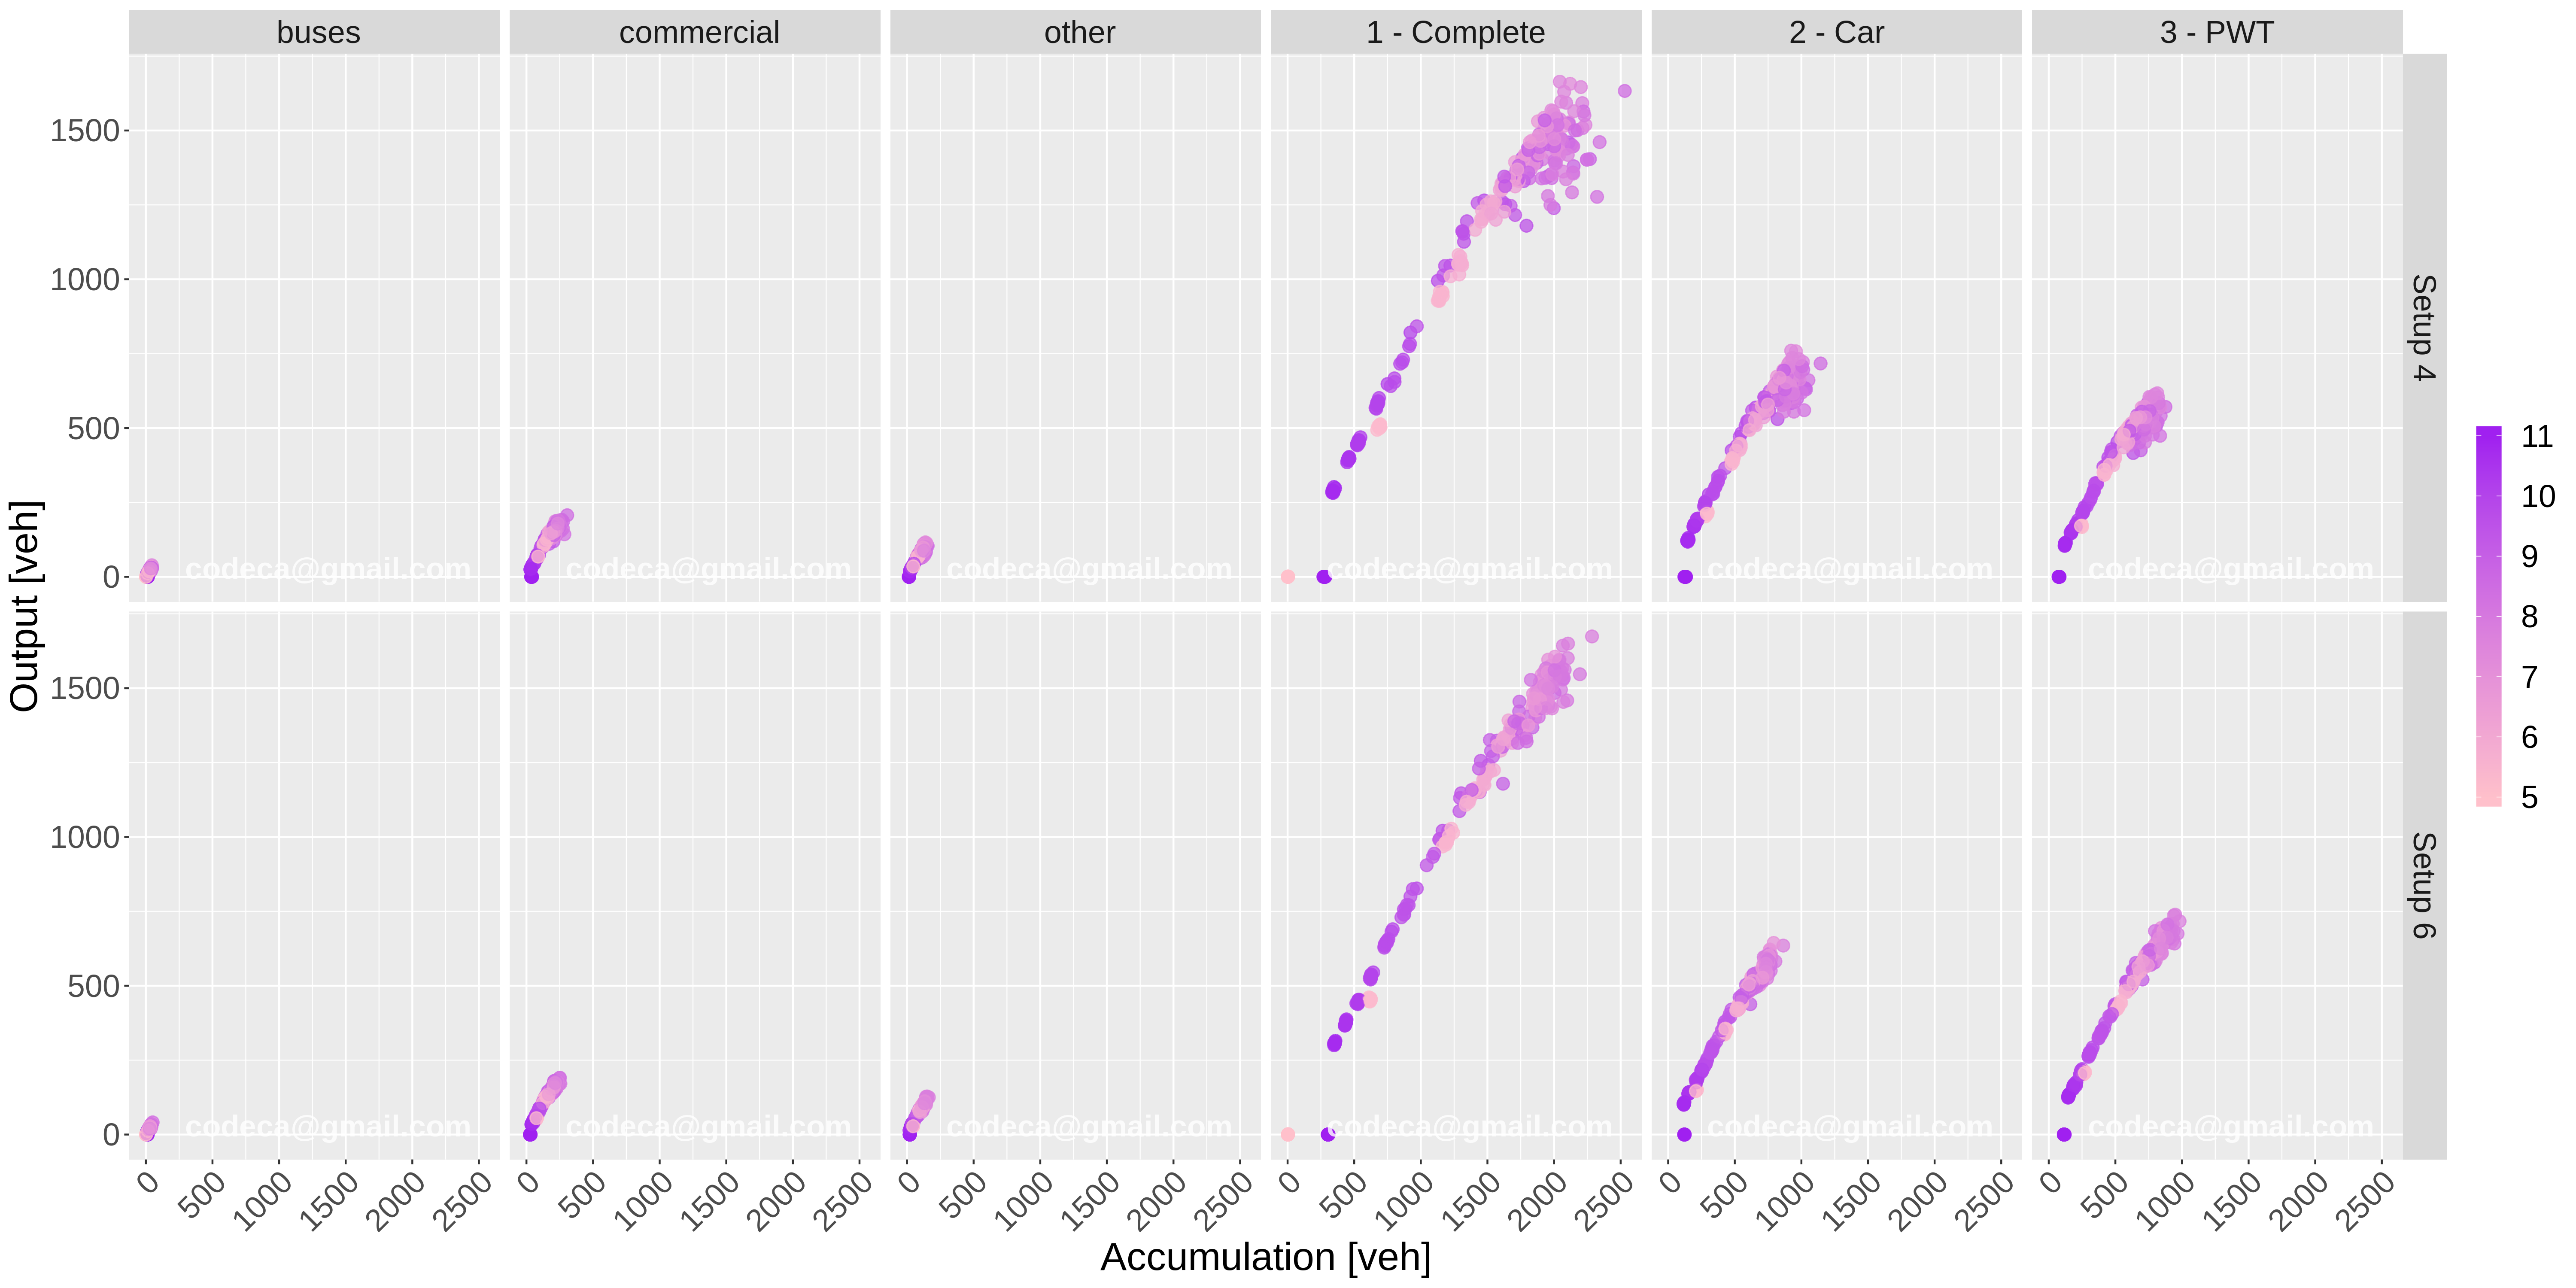 buses commercial other 1 - Complete 2 - Car 3 - PWT
1500
1000
500
0
codeca@gmail.com codeca@gmail.com codeca@gmail.com codeca@gmail.com codeca@gmail.com codeca@gmail.com
Setup 4
1500
1000
500
0
codeca@gmail.com codeca@gmail.com codeca@gmail.com codeca@gmail.com codeca@gmail.com codeca@gmail.com
Setup 6
0 500 1000 1500 2000 2500 0 500 1000 1500 2000 2500 0 500 1000 1500 2000 2500 0 500 1000 1500 2000 2500 0 500 1000 1500 2000 2500 0 500 1000 1500 2000 2500
Accumulation [veh]
Output [veh]
11
10
9
8
7
6
5